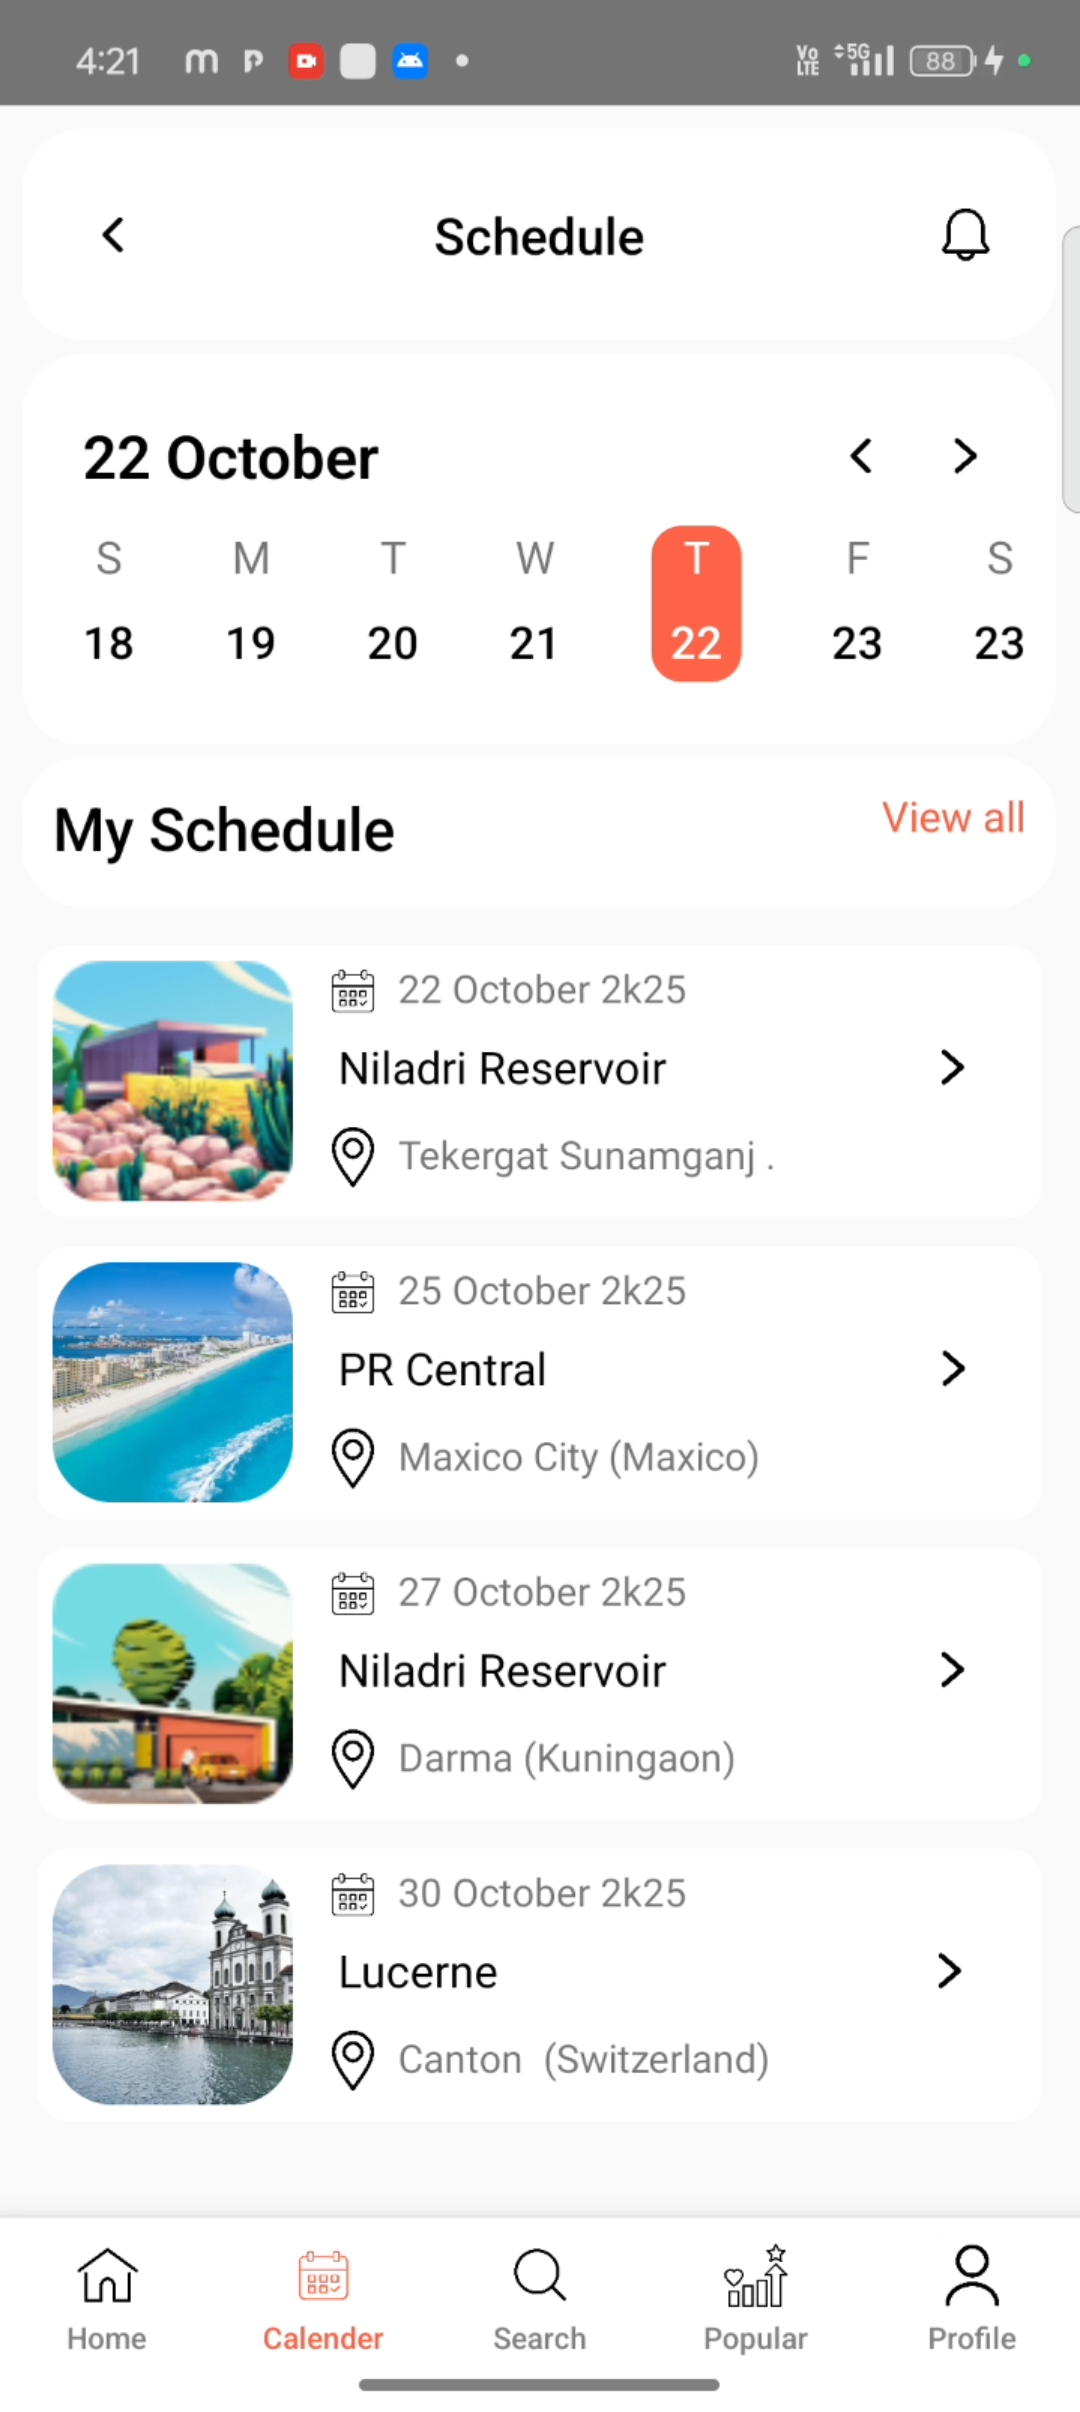 4:21 m P VoLTE 5G 88
Schedule
22 October
S M T W T F S
18 19 20 21 22 23 23
My Schedule
View all
22 October 2k25
Niladri Reservoir
Tekergat Sunamganj .
25 October 2k25
PR Central
Maxico City (Maxico)
27 October 2k25
Niladri Reservoir
Darma (Kuningaon)
30 October 2k25
Lucerne
Canton  (Switzerland)
Home Calender Search Popular Profile